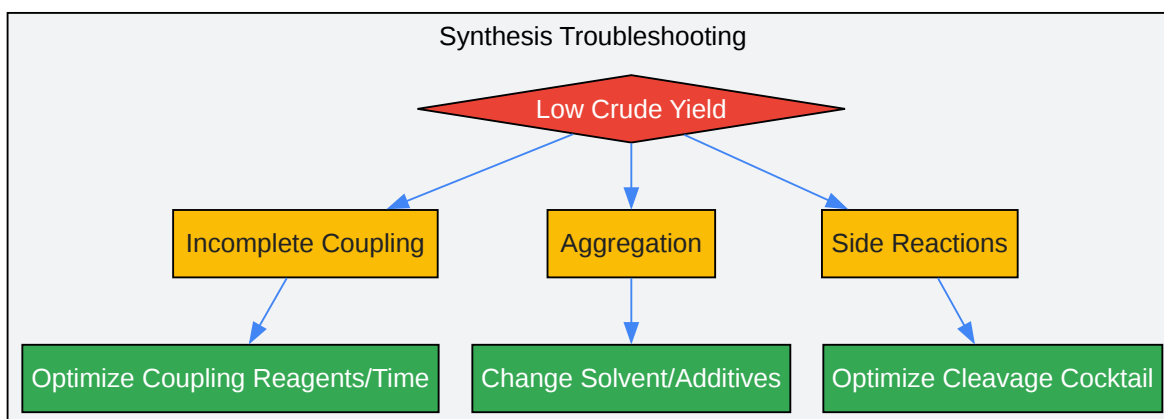 Synthesis Troubleshooting
Low Crude Yield
Incomplete Coupling
Aggregation
Side Reactions
Optimize Coupling Reagents/Time
Change Solvent/Additives
Optimize Cleavage Cocktail